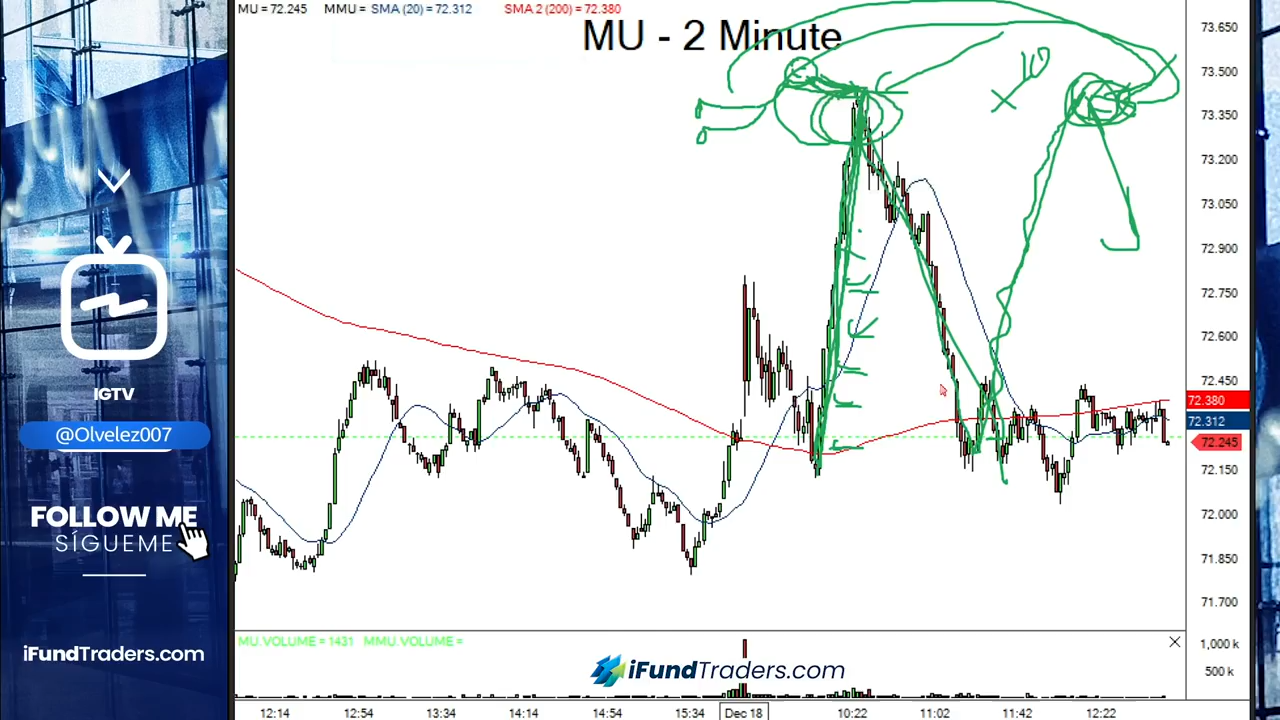 MU = 72.245 MMU = SMA (20) = 72.312 SMA 2 (200) = 72.380
MU - 2 Minute
IGTV
@Olvelez007
FOLLOW ME
SÍGUEME
iFundTraders.com
73.650
73.500
73.350
73.200
73.050
72.900
72.750
72.600
72.450
72.380
72.312
72.245
72.150
72.000
71.850
71.700
MU.VOLUME = 1431 MMU.VOLUME =
1,000 k
500 k
iFundTraders.com
12:14 12:54 13:34 14:14 14:54 15:34 Dec 18 10:22 11:02 11:42 12:22